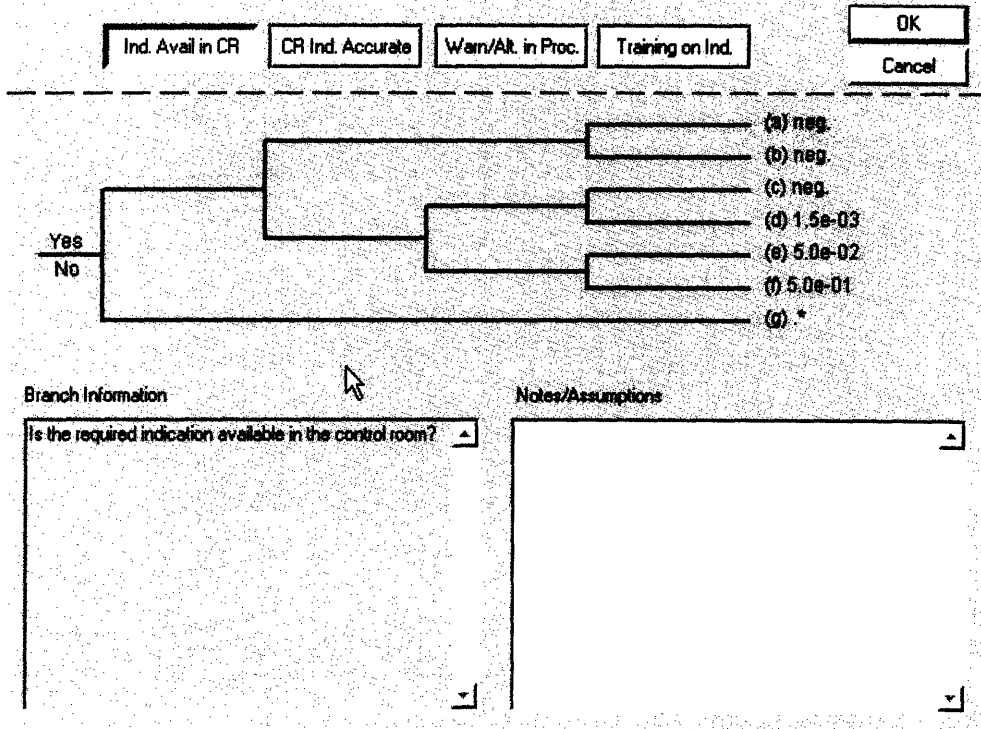 Ind. Avail in CR
CR Ind. Accurate
Warn/Alt. in Proc.
Training on Ind.
OK
Cancel
(a) neg.
(b) neg.
(c) neg.
(d) 1.5e-03
Yes
(e) 5.0e-02
No
(f) 5.0e-01
(g) .*
Branch Information
Notes/Assumptions
Is the required indication available in the control room?